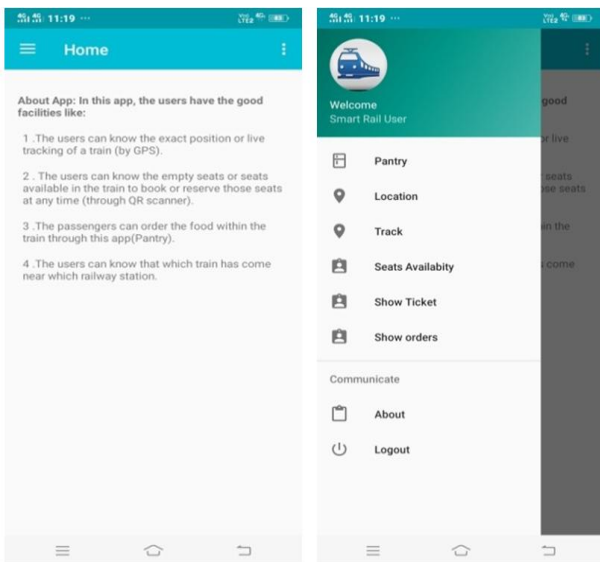 11:19 ...
Home
About App: In this app, the users have the good
facilities like:
1 .The users can know the exact position or live
tracking of a train (by GPS).
2 . The users can know the empty seats or seats
available in the train to book or reserve those seats
at any time (through QR scanner).
3 .The passengers can order the food within the
train through this app(Pantry).
4 .The users can know that which train has come
near which railway station.
11:19 ...
Welcome
Smart Rail User
Pantry
Location
Track
Seats Availabity
Show Ticket
Show orders
Communicate
About
Logout
good
or live
seats
ose seats
in the
come